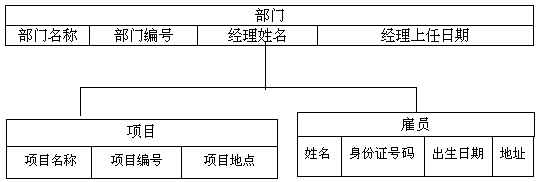 部门
部门名称 部门编号 经理姓名 经理上任日期
项目
项目名称 项目编号 项目地点
雇员
姓名 身份证号码 出生日期 地址